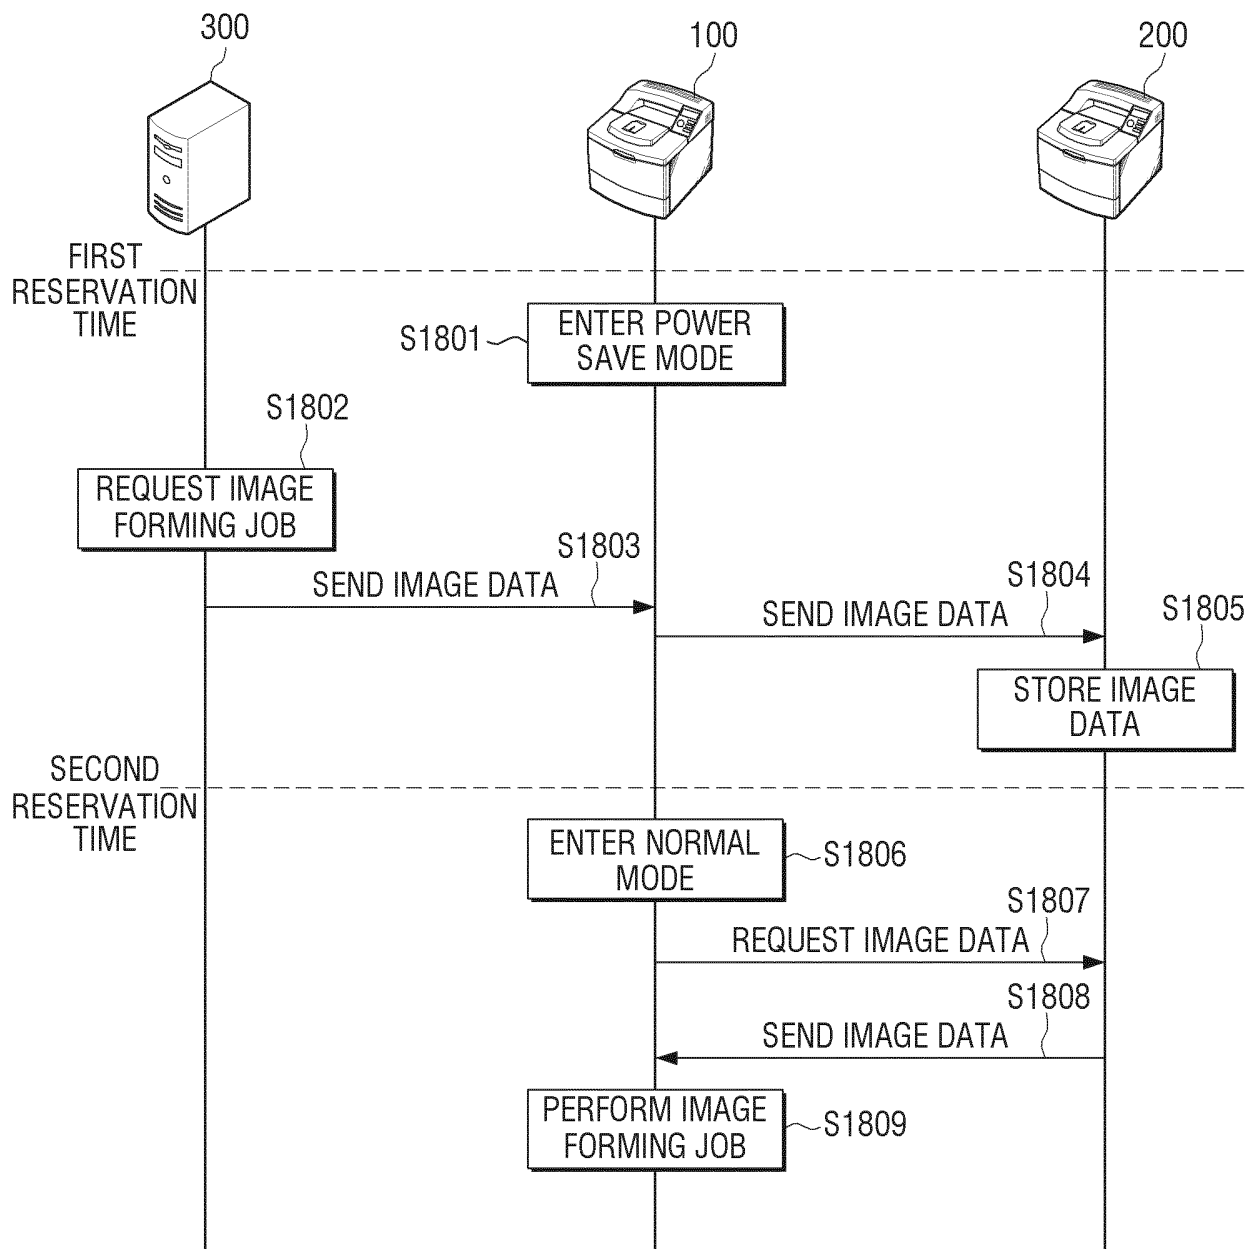 300
100
200
FIRST
RESERVATION
TIME
ENTER POWER
SAVE MODE
S1801
S1802
REQUEST IMAGE
FORMING JOB
S1803
SEND IMAGE DATA
S1804
SEND IMAGE DATA
S1805
STORE IMAGE
DATA
SECOND
RESERVATION
TIME
ENTER NORMAL
MODE
S1806
S1807
REQUEST IMAGE DATA
S1808
SEND IMAGE DATA
PERFORM IMAGE
FORMING JOB
S1809